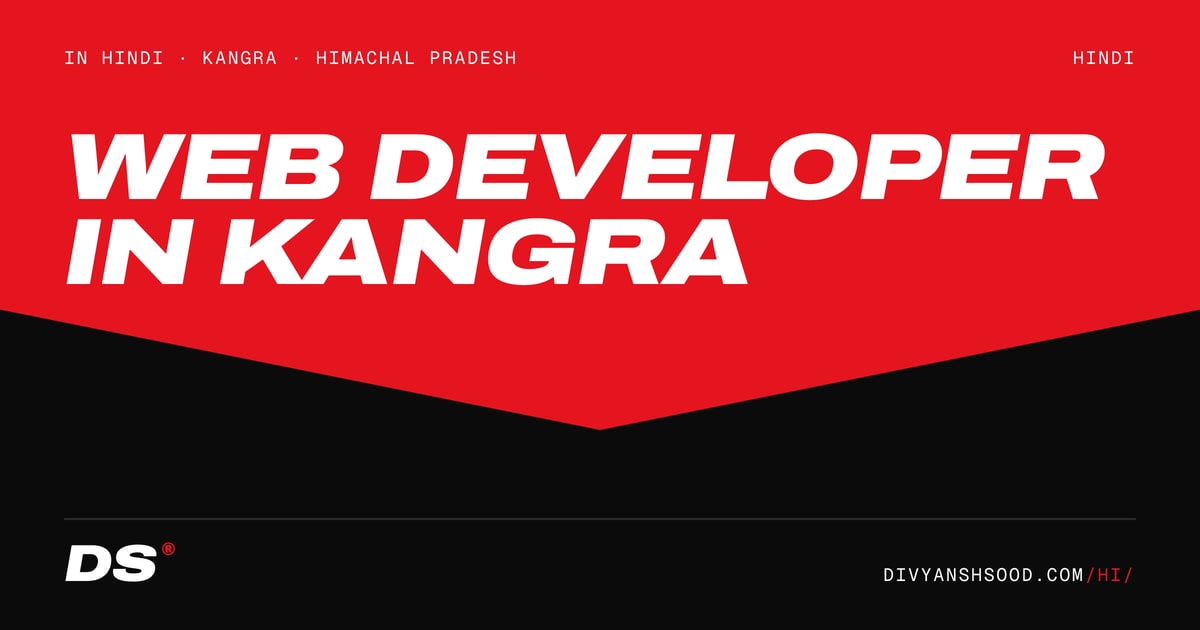 IN HINDI · KANGRA · HIMACHAL PRADESH
HINDI
WEB DEVELOPER
IN KANGRA
DS®
DIVYANSHSOOD.COM/HI/